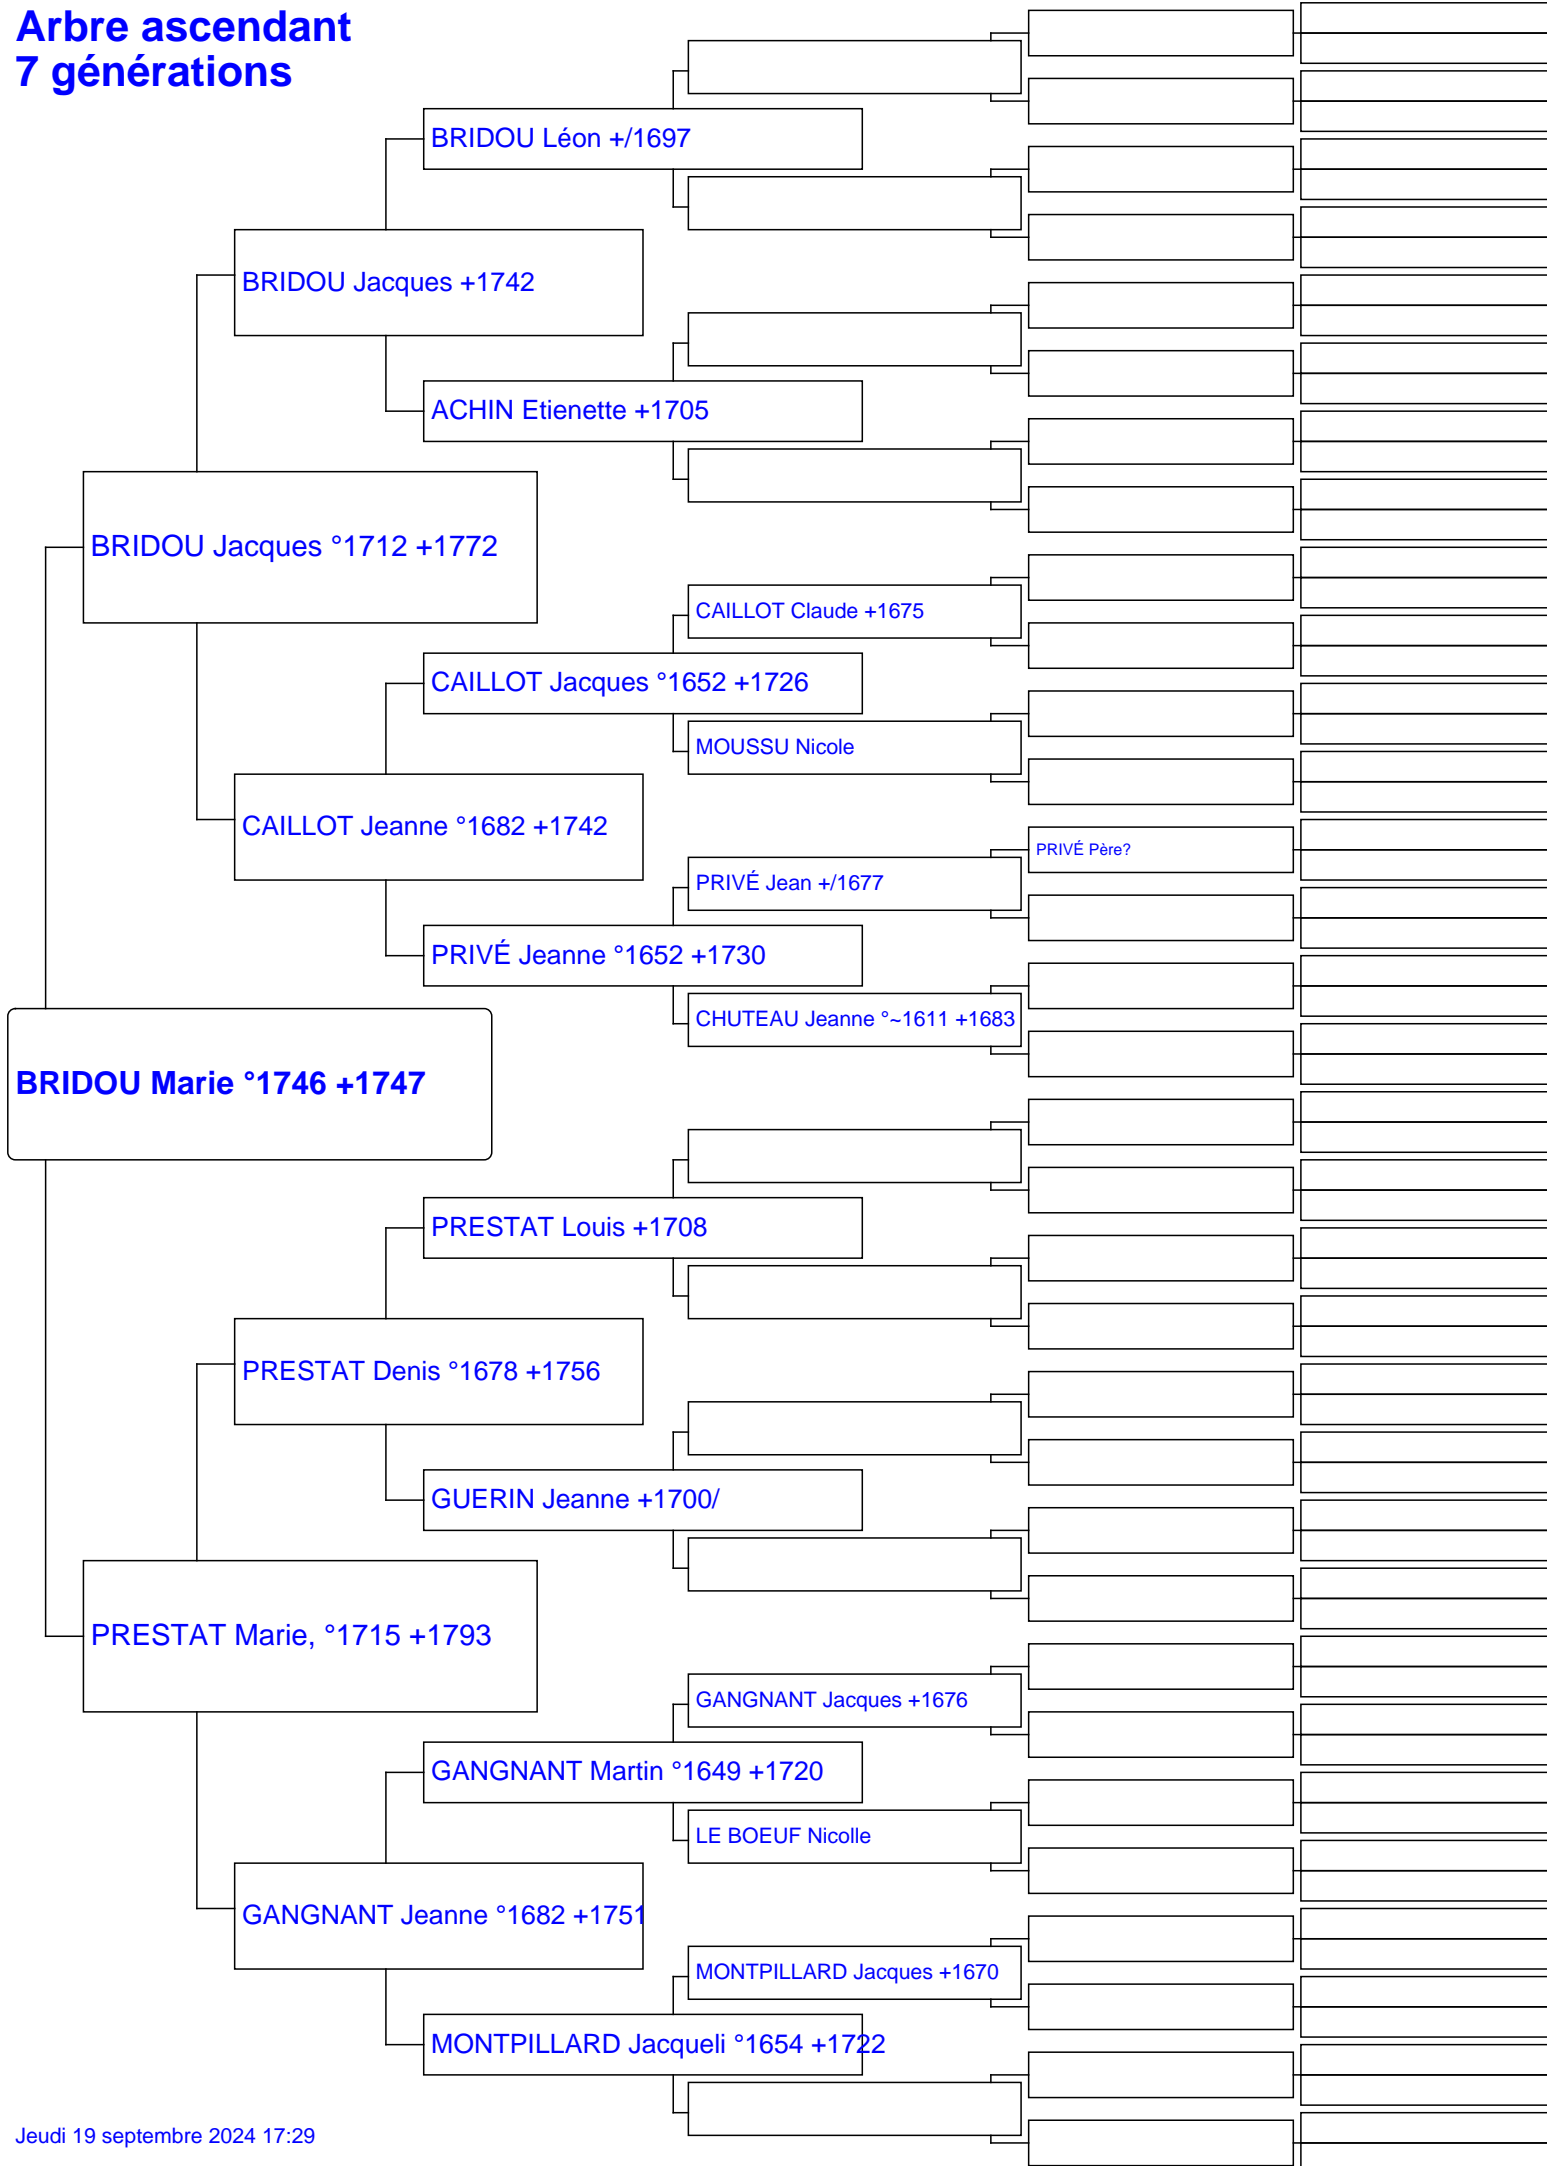 Arbre ascendant
7 générations
BRIDOU Léon +/1697
BRIDOU Jacques +1742
ACHIN Etienette +1705
BRIDOU Jacques °1712 +1772
CAILLOT Claude +1675
CAILLOT Jacques °1652 +1726
MOUSSU Nicole
CAILLOT Jeanne °1682 +1742
PRIVÉ Père?
PRIVÉ Jean +/1677
PRIVÉ Jeanne °1652 +1730
CHUTEAU Jeanne °~1611 +1683
BRIDOU Marie °1746 +1747
PRESTAT Louis +1708
PRESTAT Denis °1678 +1756
GUERIN Jeanne +1700/
PRESTAT Marie, °1715 +1793
GANGNANT Jacques +1676
GANGNANT Martin °1649 +1720
LE BOEUF Nicolle
GANGNANT Jeanne °1682 +1751
MONTPILLARD Jacques +1670
MONTPILLARD Jacqueli °1654 +1722
Jeudi 19 septembre 2024 17:29